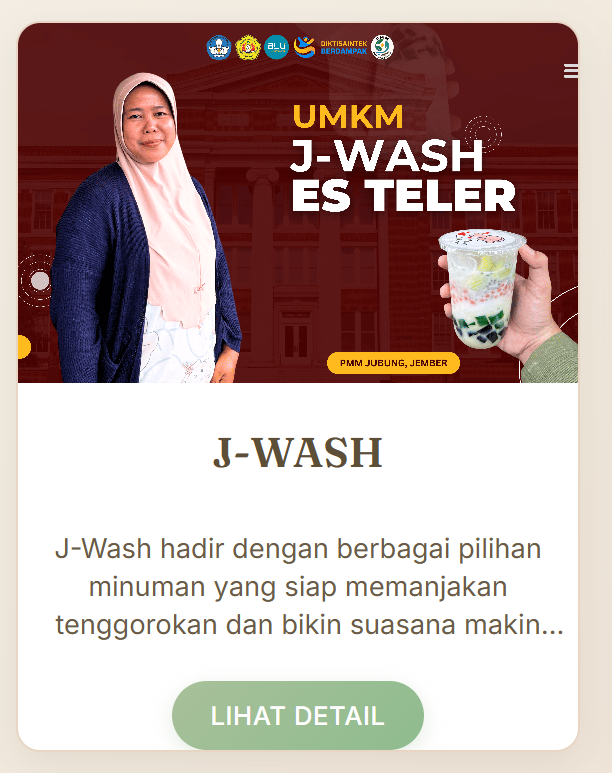 DIKTISAINTEK
BERDAMPAK
UMKM
J-WASH
ES TELER
PMM JUBUNG, JEMBER
J-WASH
J-Wash hadir dengan berbagai pilihan
minuman yang siap memanjakan
tenggorokan dan bikin suasana makin...
LIHAT DETAIL